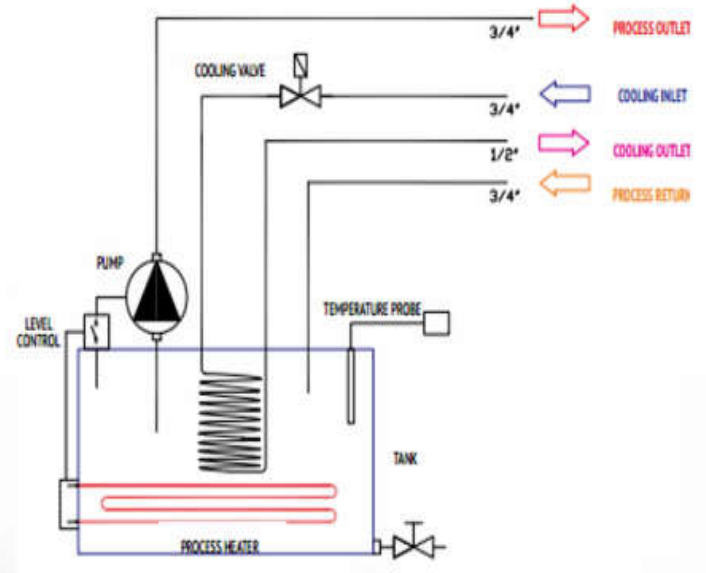 3/4"
PROCESS OUTLET
COOLING VALVE
3/4"
COOLING INLET
1/2"
COOLING OUTLET
3/4"
PROCESS RETURN
PUMP
LEVEL
CONTROL
TEMPERATURE PROBE
TANK
PROCESS HEATER